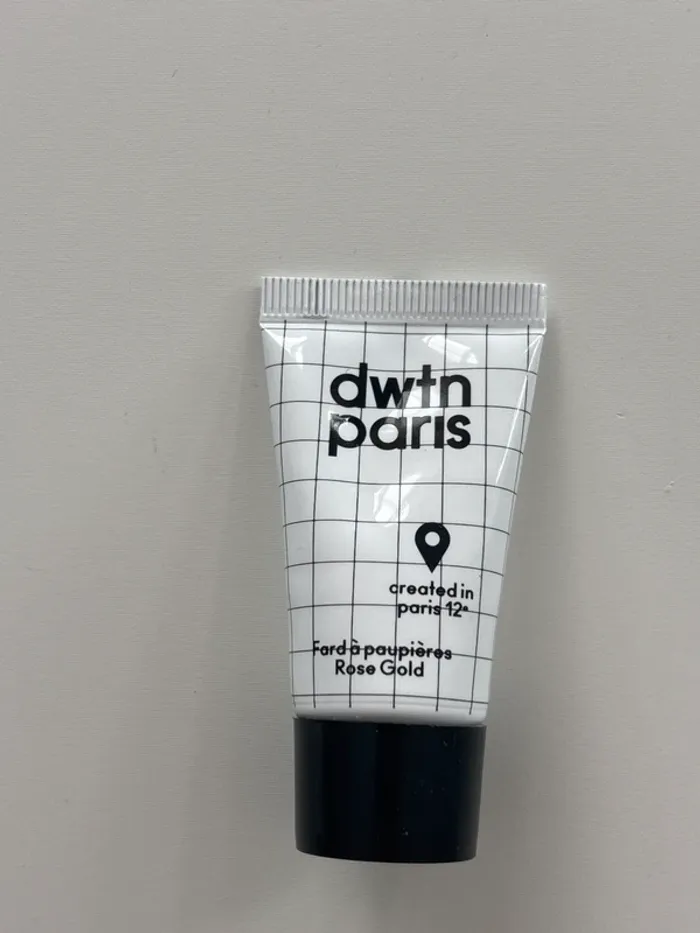 dwtn
paris
created in
paris 12e
Fard à paupières
Rose Gold